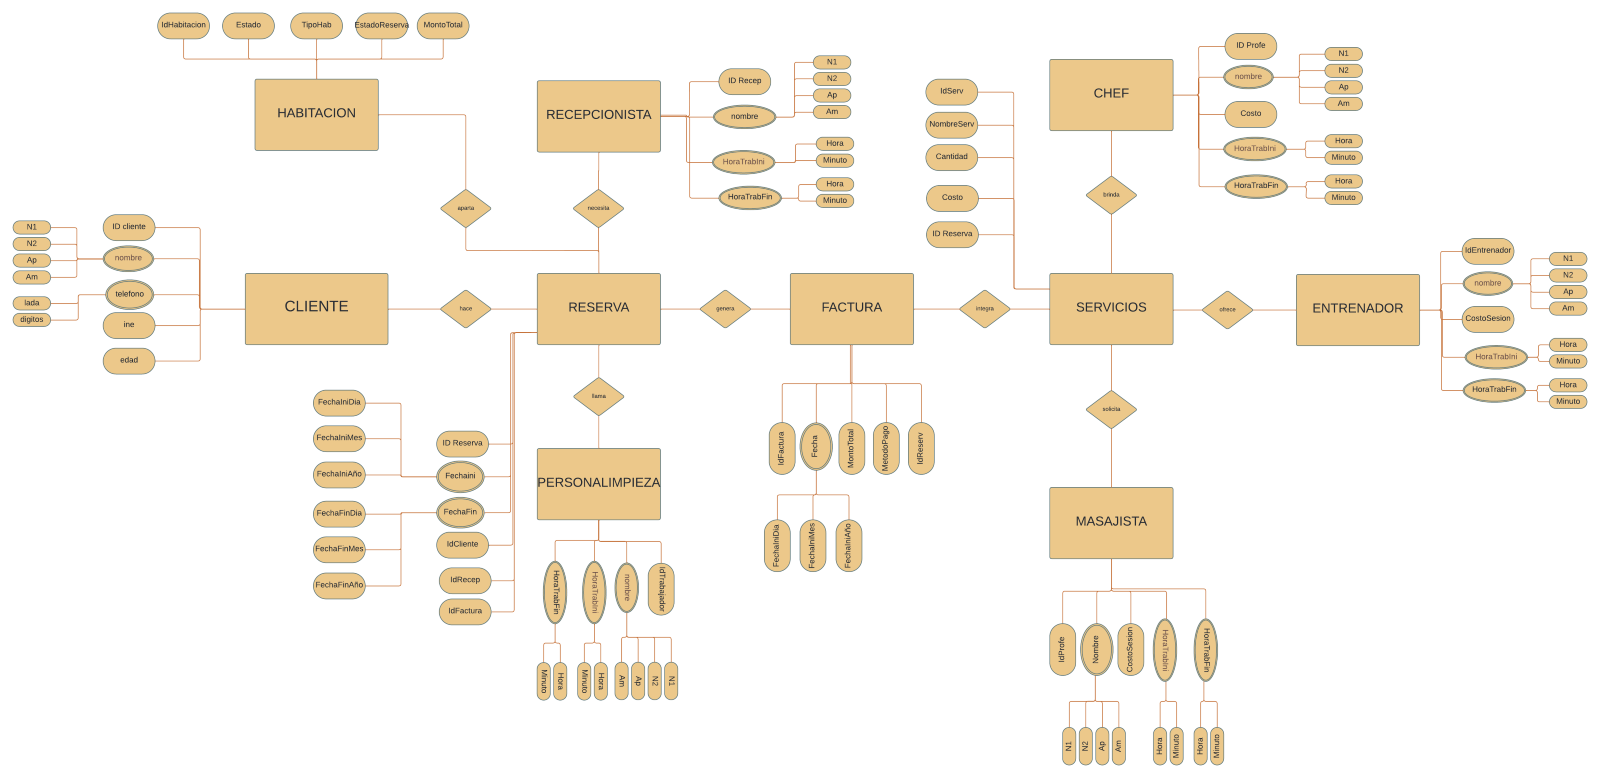 IdHabitacion
Estado
TipoHab
EstadoReserva
MontoTotal
HABITACION
RECEPCIONISTA
ID Recep
nombre
N1
N2
Ap
Am
HoraTrabIni
Hora
Minuto
HoraTrabFin
Hora
Minuto
IdServ
NombreServ
Cantidad
Costo
ID Reserva
CHEF
ID Profe
nombre
N1
N2
Ap
Am
Costo
HoraTrabIni
Hora
Minuto
HoraTrabFin
Hora
Minuto
aparta
necesita
brinda
N1
N2
Ap
Am
lada
digitos
ID cliente
nombre
telefono
ine
edad
CLIENTE
hace
RESERVA
genera
FACTURA
integra
SERVICIOS
ofrece
ENTRENADOR
IdEntrenador
nombre
N1
N2
Ap
Am
CostoSesion
HoraTrabIni
Hora
Minuto
HoraTrabFin
Hora
Minuto
llama
solicita
FechaIniDia
FechaIniMes
FechaIniAño
FechaFinDia
FechaFinMes
FechaFinAño
ID Reserva
Fechaini
FechaFin
IdCliente
IdRecep
IdFactura
PERSONALIMPIEZA
HoraTrabFin
HoraTrabIni
nombre
IdTrabajador
Minuto
Hora
Minuto
Hora
Am
Ap
N2
N1
IdFactura
Fecha
MontoTotal
MetodoPago
IdReserv
FechaIniDia
FechaIniMes
FechaIniAño
MASAJISTA
IdProfe
Nombre
CostoSesion
HoraTrabIni
HoraTrabFin
N1
N2
Ap
Am
Hora
Minuto
Hora
Minuto